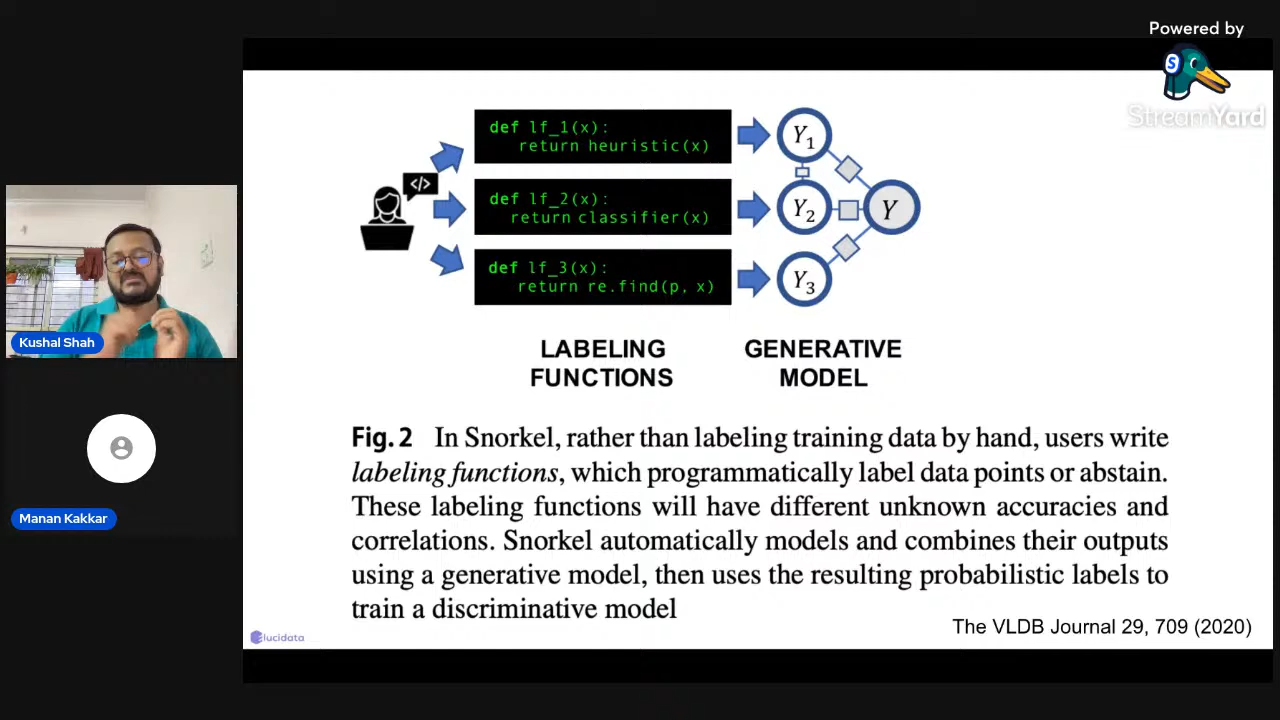 Powered by
StreamYard
def lf_1(x):
return heuristic(x)
def lf_2(x):
return classifier(x)
def lf_3(x):
return re.find(p, x)
</>
Y1
Y2
Y3
Y
LABELING
FUNCTIONS
GENERATIVE
MODEL
Fig. 2 In Snorkel, rather than labeling training data by hand, users write
labeling functions, which programmatically label data points or abstain.
These labeling functions will have different unknown accuracies and
correlations. Snorkel automatically models and combines their outputs
using a generative model, then uses the resulting probabilistic labels to
train a discriminative model
The VLDB Journal 29, 709 (2020)
elucidata
Kushal Shah
Manan Kakkar
S